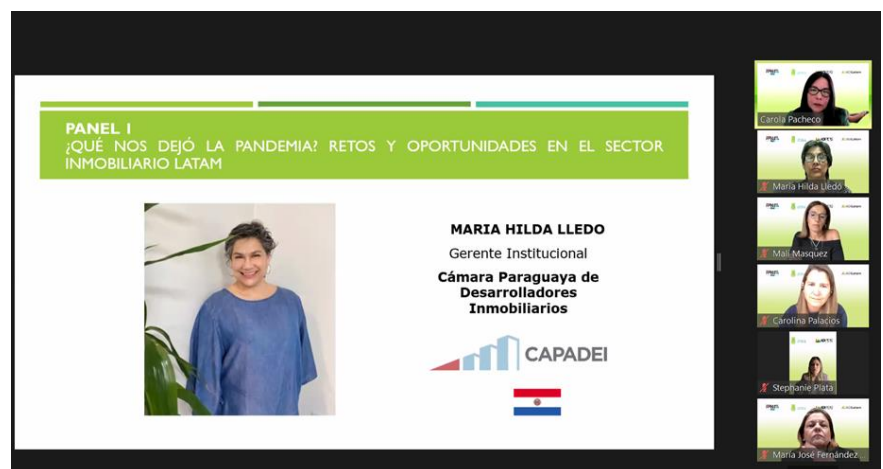 PANEL I
¿QUÉ NOS DEJÓ LA PANDEMIA? RETOS Y OPORTUNIDADES EN EL SECTOR
INMOBILIARIO LATAM
MARIA HILDA LLEDO
Gerente Institucional
Cámara Paraguaya de
Desarrolladores
Inmobiliarios
CAPADEI
Carola Pacheco
María Hilda Lledó
Mali Masquez
Carolina Palacios
Stephanie Plata
María José Fernández...